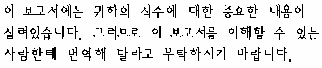 이 보고서에는 귀하의 식수에 대한 중요한 내용이
실려있습니다. 그러므로 이 보고서를 이해할 수 있는
사람한테 번역해 달라고 부탁하시기 바랍니다.